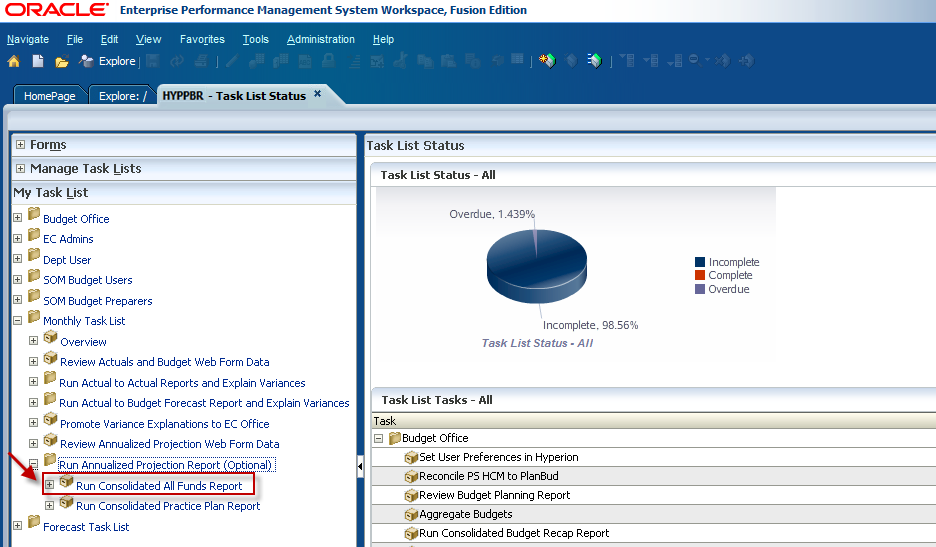 ORACLE Enterprise Performance Management System Workspace, Fusion Edition
Navigate File Edit View Favorites Tools Administration Help
Explore
HomePage Explore: / HYPPBR - Task List Status
Forms
Manage Task Lists
My Task List
Budget Office
EC Admins
Dept User
SOM Budget Users
SOM Budget Preparers
Monthly Task List
Overview
Review Actuals and Budget Web Form Data
Run Actual to Actual Reports and Explain Variances
Run Actual to Budget Forecast Report and Explain Variances
Promote Variance Explanations to EC Office
Review Annualized Projection Web Form Data
Run Annualized Projection Report (Optional)
Run Consolidated All Funds Report
Run Consolidated Practice Plan Report
Forecast Task List
Task List Status
Task List Status - All
Overdue, 1.439%
Incomplete, 98.56%
Task List Status - All
Incomplete
Complete
Overdue
Task List Tasks - All
Task
Budget Office
Set User Preferences in Hyperion
Reconcile PS HCM to PlanBud
Review Budget Planning Report
Aggregate Budgets
Run Consolidated Budget Recap Report